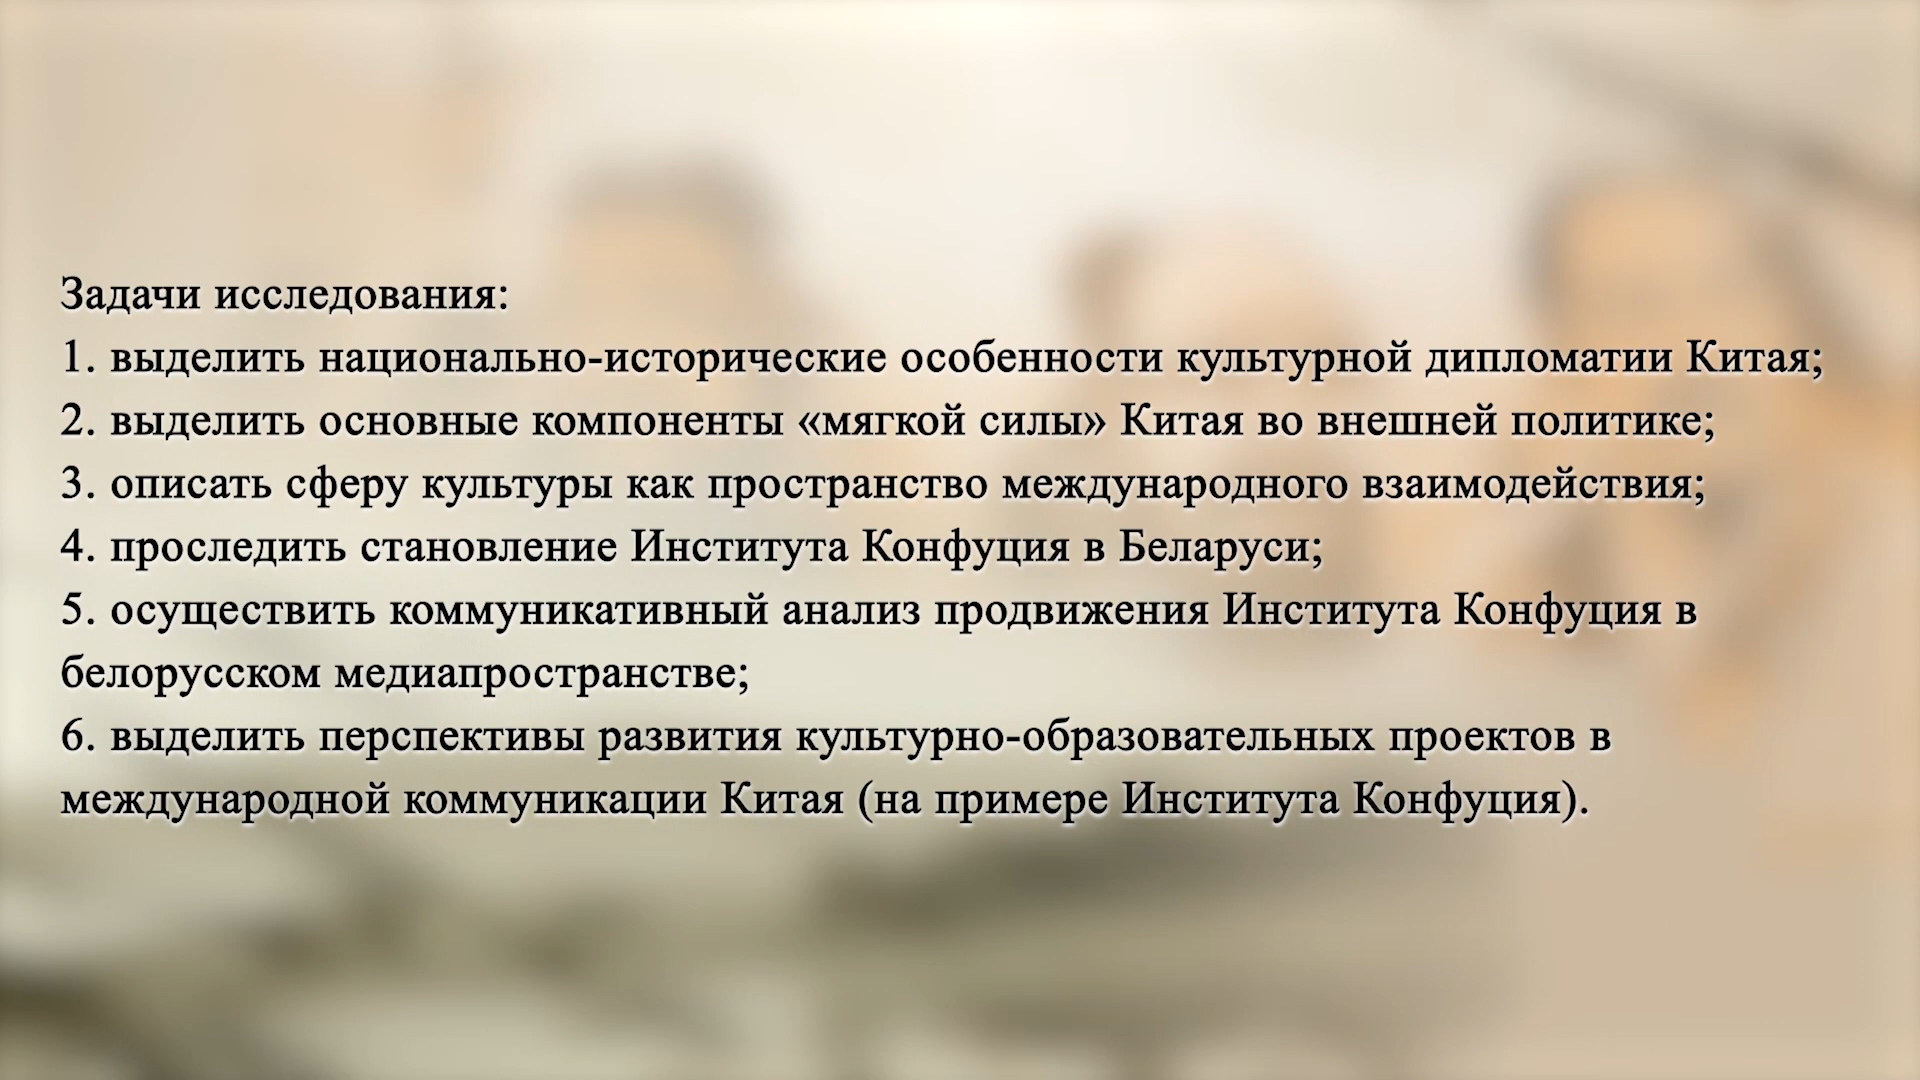 Задачи исследования:
1. выделить национально-исторические особенности культурной дипломатии Китая;
2. выделить основные компоненты «мягкой силы» Китая во внешней политике;
3. описать сферу культуры как пространство международного взаимодействия;
4. проследить становление Института Конфуция в Беларуси;
5. осуществить коммуникативный анализ продвижения Института Конфуция в
белорусском медиапространстве;
6. выделить перспективы развития культурно-образовательных проектов в
международной коммуникации Китая (на примере Института Конфуция).